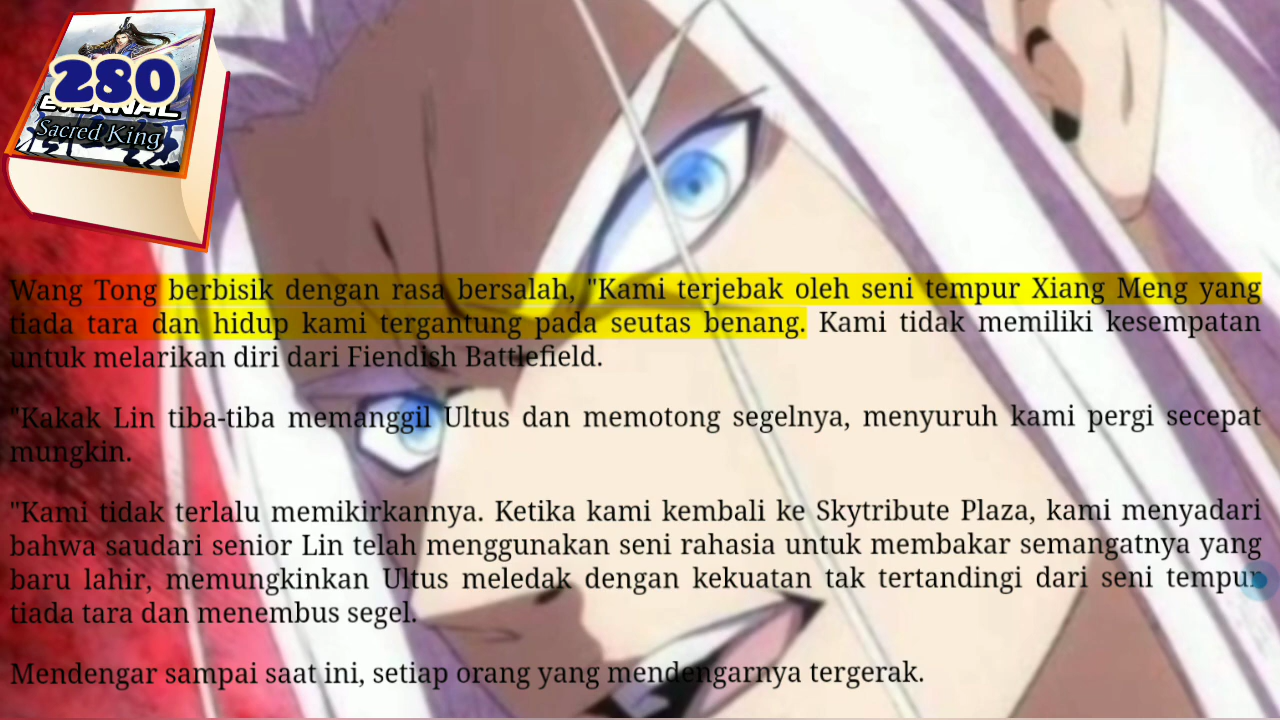 280
ETERNAL
Sacred King
Wang Tong berbisik dengan rasa bersalah, "Kami terjebak oleh seni tempur Xiang Meng yang
tiada tara dan hidup kami tergantung pada seutas benang. Kami tidak memiliki kesempatan
untuk melarikan diri dari Fiendish Battlefield.
"Kakak Lin tiba-tiba memanggil Ultus dan memotong segelnya, menyuruh kami pergi secepat
mungkin.
"Kami tidak terlalu memikirkannya. Ketika kami kembali ke Skytribute Plaza, kami menyadari
bahwa saudari senior Lin telah menggunakan seni rahasia untuk membakar semangatnya yang
baru lahir, memungkinkan Ultus meledak dengan kekuatan tak tertandingi dari seni tempur
tiada tara dan menembus segel.
Mendengar sampai saat ini, setiap orang yang mendengarnya tergerak.